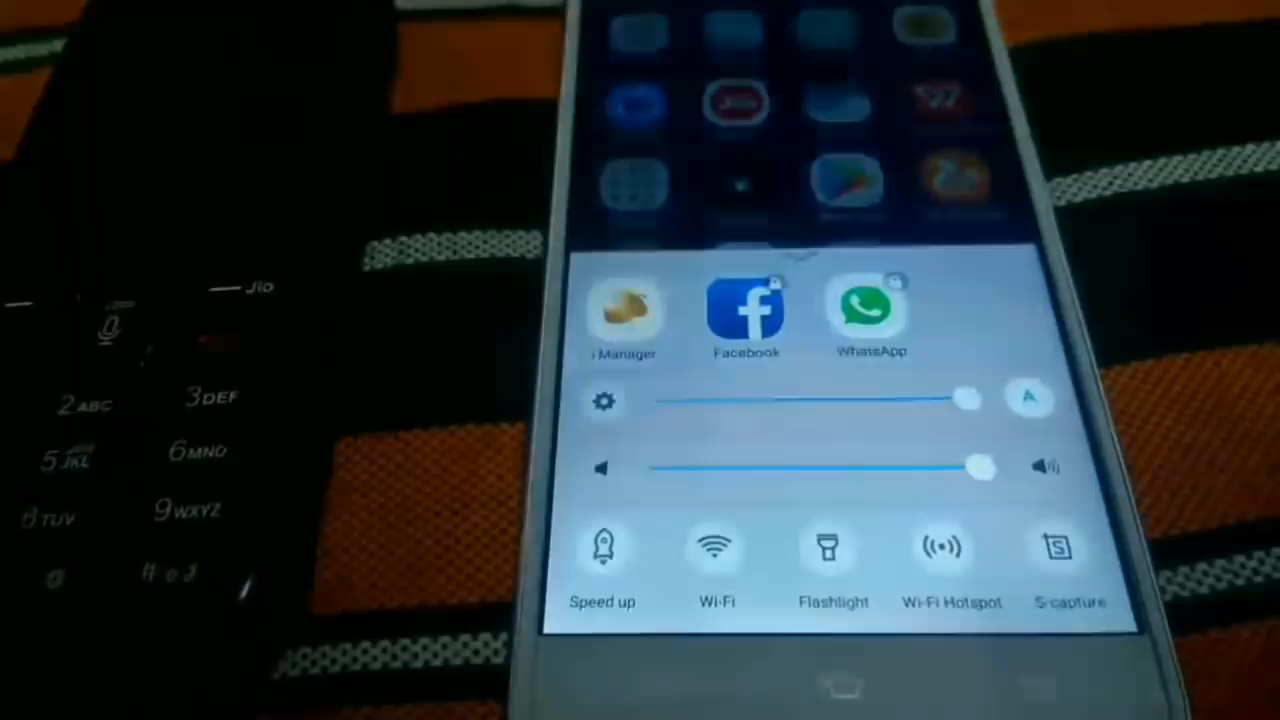 Jio
2ABC
3DEF
5JKL
6MNO
8TUV
9WXYZ
#
Jio
i Manager
Facebook
WhatsApp
A
Speed up
Wi-Fi
Flashlight
Wi-Fi Hotspot
S-capture